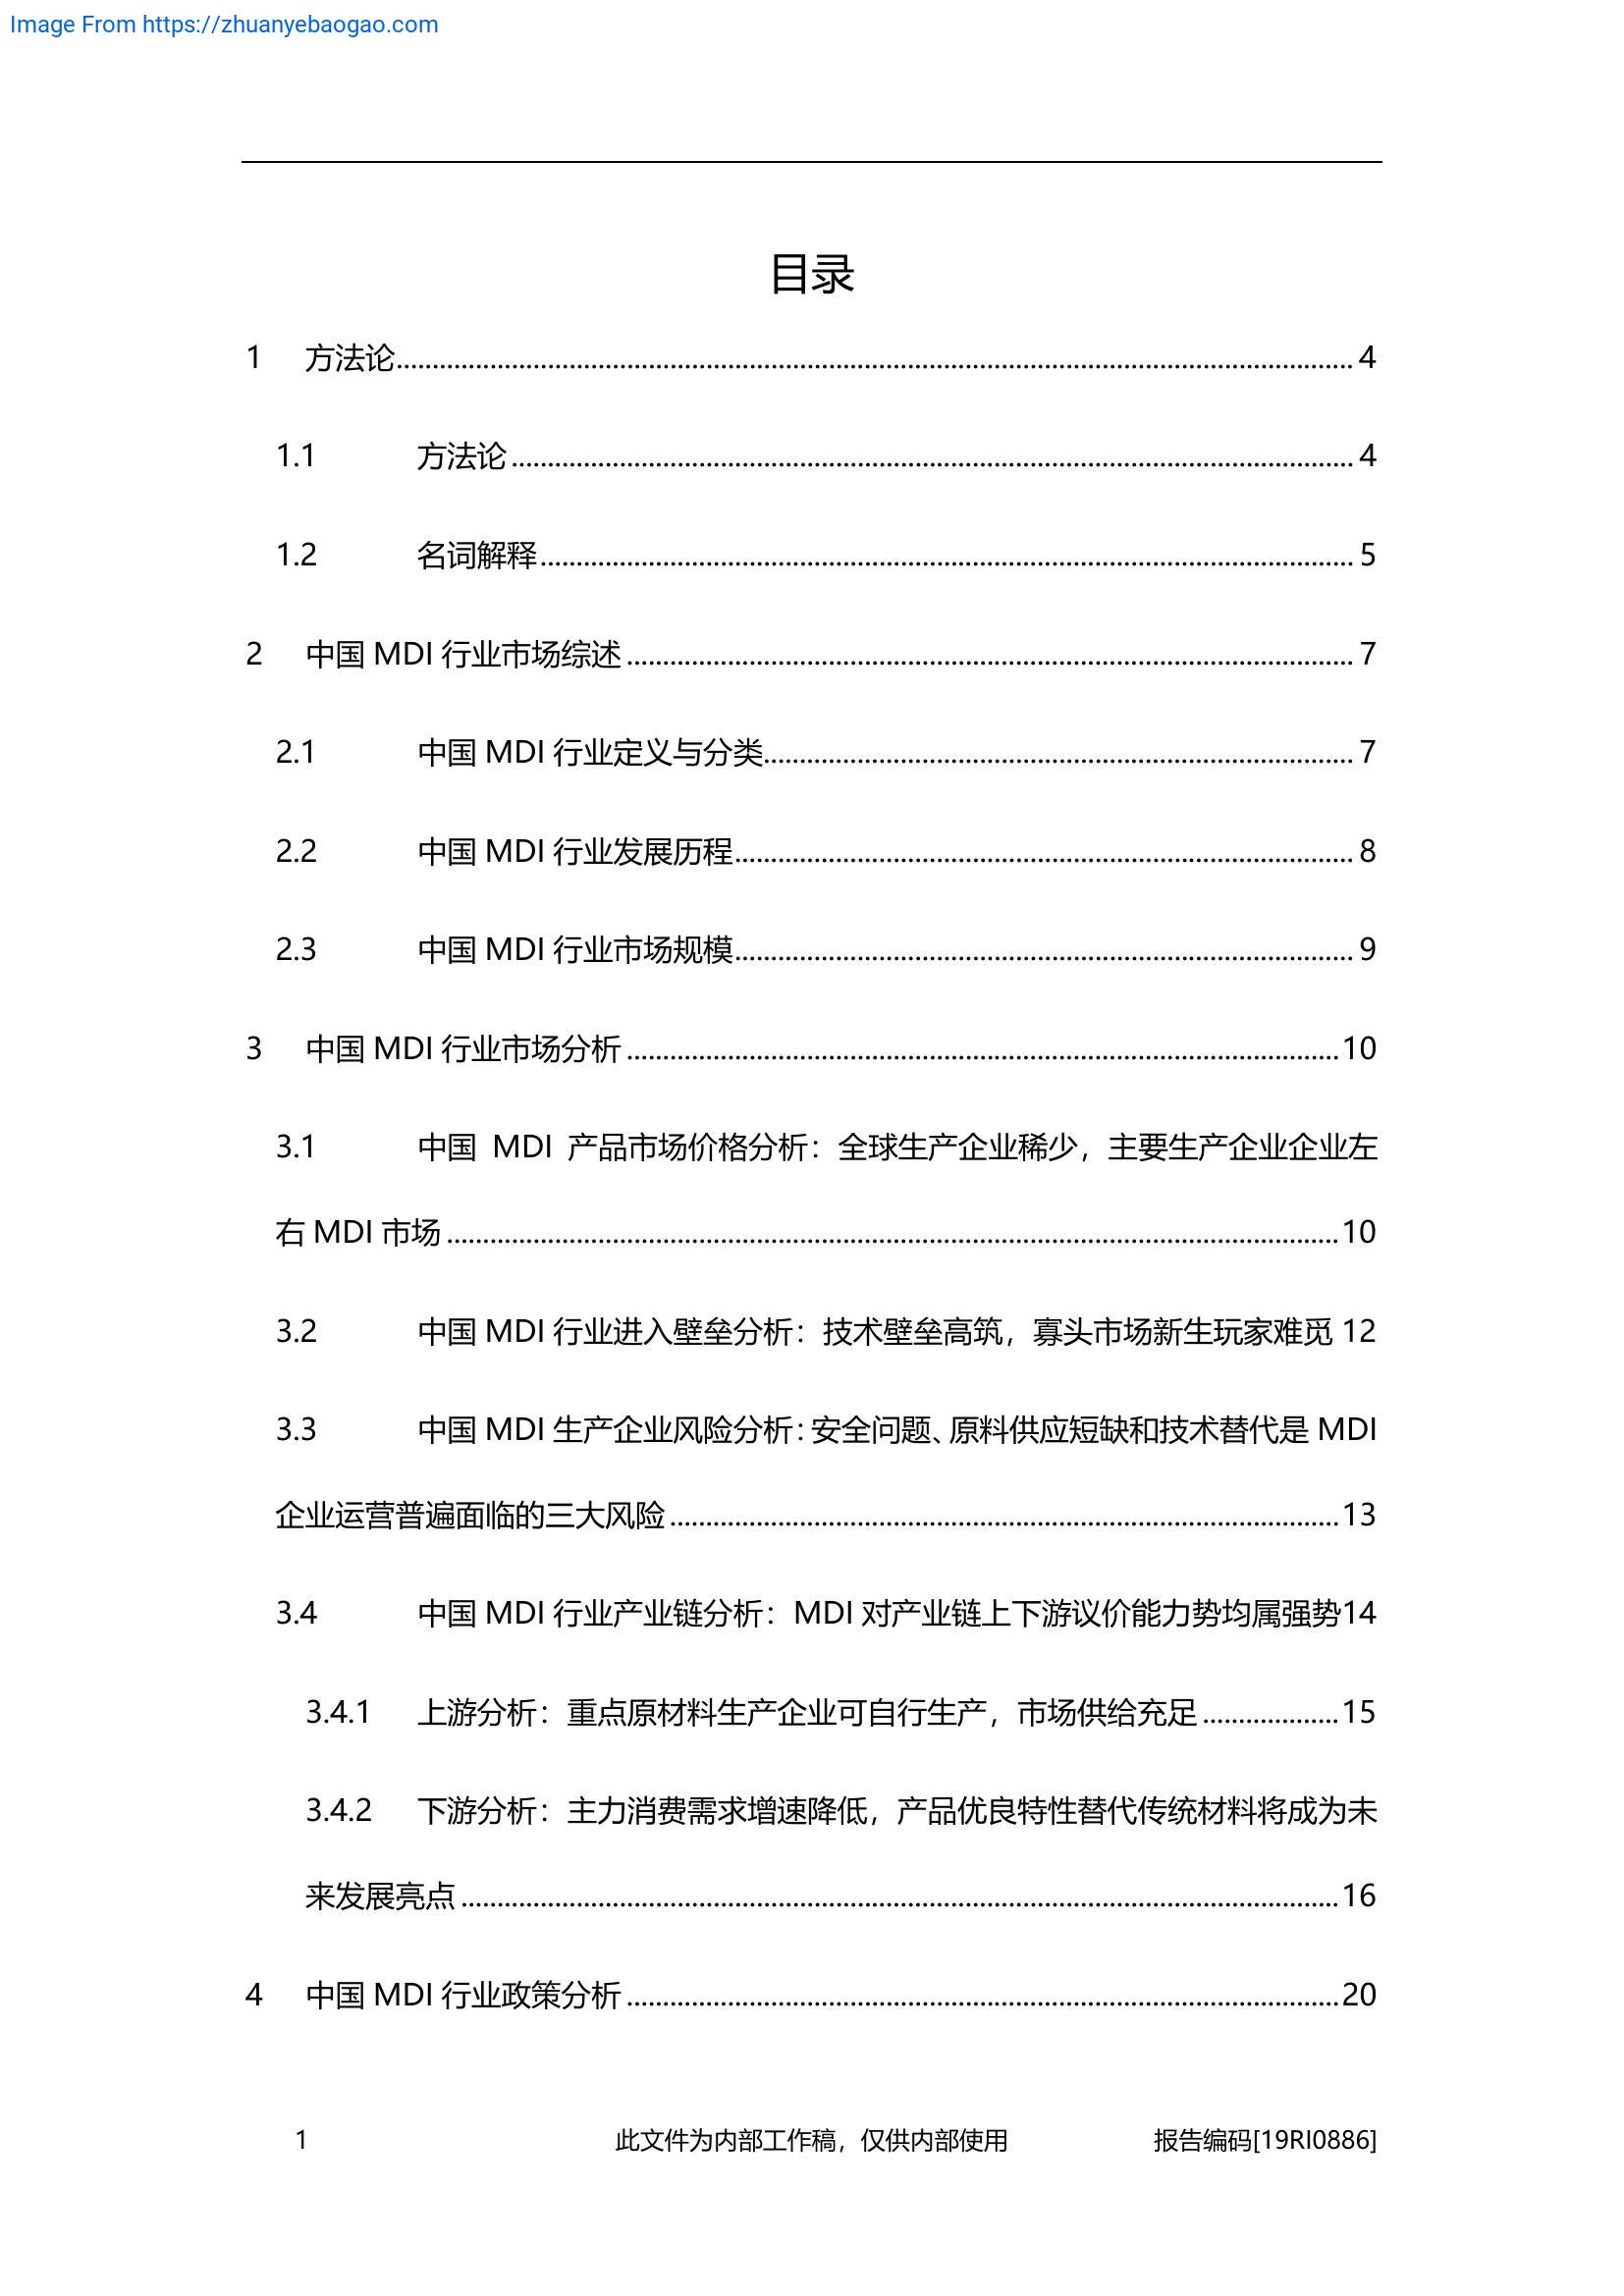 Image From https://zhuanyebaogao.com
目录
1 方法论 4
1.1 方法论 4
1.2 名词解释 5
2 中国 MDI 行业市场综述 7
2.1 中国 MDI 行业定义与分类 7
2.2 中国 MDI 行业发展历程 8
2.3 中国 MDI 行业市场规模 9
3 中国 MDI 行业市场分析 10
3.1 中国 MDI 产品市场价格分析：全球生产企业稀少，主要生产企业企业左
右 MDI 市场 10
3.2 中国 MDI 行业进入壁垒分析：技术壁垒高筑，寡头市场新生玩家难觅 12
3.3 中国 MDI 生产企业风险分析：安全问题、原料供应短缺和技术替代是 MDI
企业运营普遍面临的三大风险 13
3.4 中国 MDI 行业产业链分析：MDI 对产业链上下游议价能力势均属强势14
3.4.1 上游分析：重点原材料生产企业可自行生产，市场供给充足 15
3.4.2 下游分析：主力消费需求增速降低，产品优良特性替代传统材料将成为未
来发展亮点 16
4 中国 MDI 行业政策分析 20
1 此文件为内部工作稿，仅供内部使用 报告编码[19RI0886]